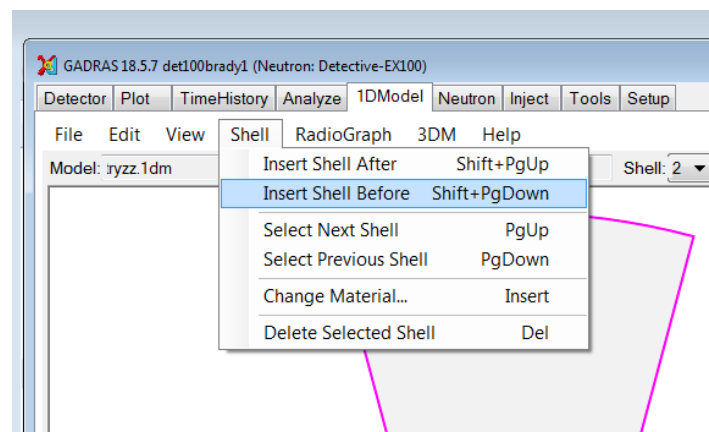 GADRAS 18.5.7 det100brady1 (Neutron: Detective-EX100)
Detector Plot TimeHistory Analyze 1DModel Neutron Inject Tools Setup
File Edit View Shell RadioGraph 3DM Help
Model: tryzz.1dm Shell: 2
Insert Shell After Shift+PgUp
Insert Shell Before Shift+PgDown
Select Next Shell PgUp
Select Previous Shell PgDown
Change Material... Insert
Delete Selected Shell Del